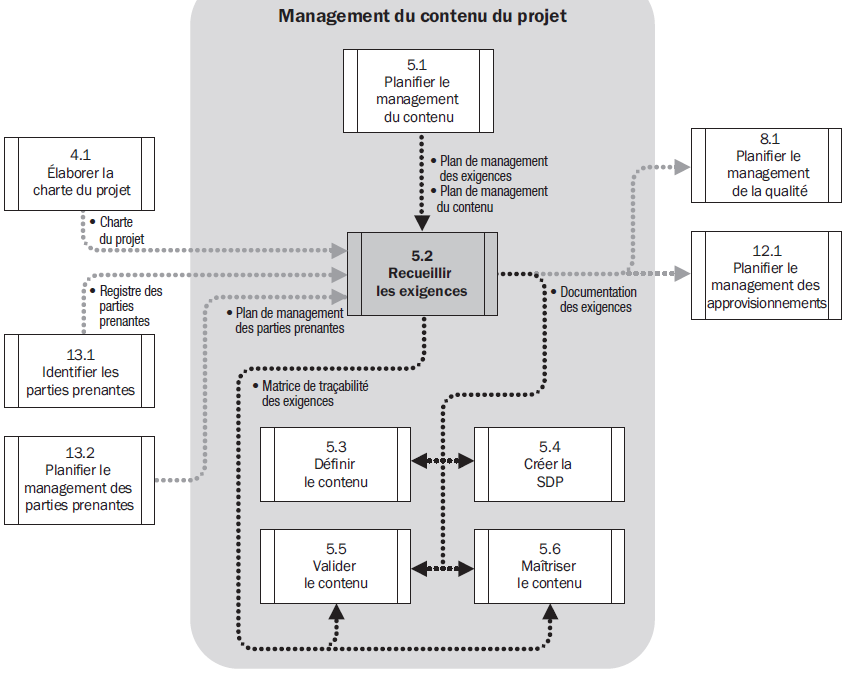 Management du contenu du projet
5.1
Planifier le
management
du contenu
4.1
Élaborer la
charte du projet
8.1
Planifier le
management
de la qualité
• Plan de management
des exigences
• Plan de management
du contenu
• Charte
du projet
5.2
Recueillir
les exigences
12.1
Planifier le
management des
approvisionnements
• Registre des
parties
prenantes
• Plan de management
des parties prenantes
• Documentation
des exigences
13.1
Identifier les
parties prenantes
• Matrice de traçabilité
des exigences
13.2
Planifier le
management des
parties prenantes
5.3
Définir
le contenu
5.4
Créer la
SDP
5.5
Valider
le contenu
5.6
Maîtriser
le contenu